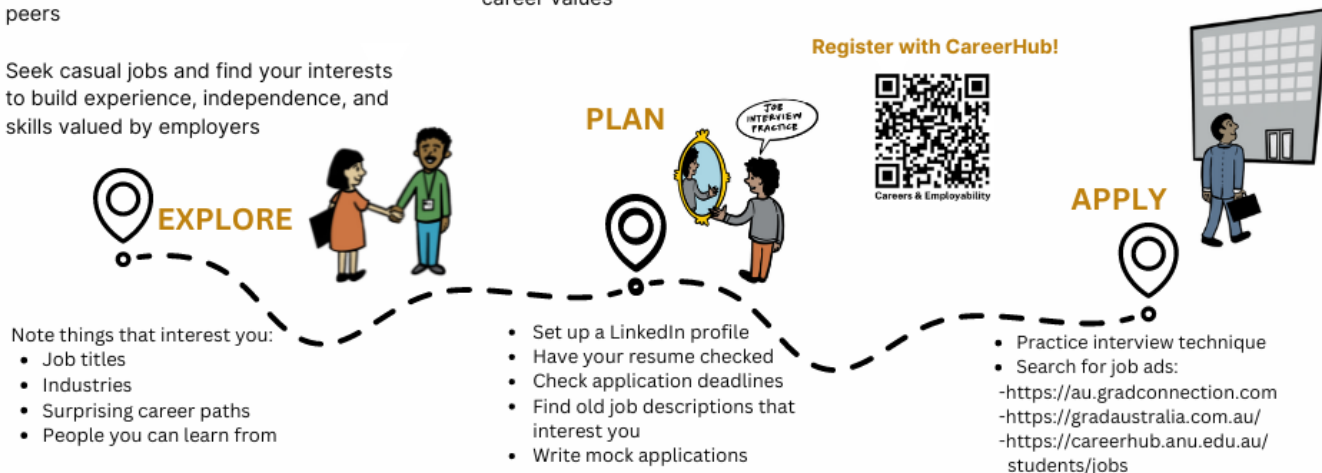 peers
career values
Seek casual jobs and find your interests
to build experience, independence, and
skills valued by employers
EXPLORE
Note things that interest you:
• Job titles
• Industries
• Surprising career paths
• People you can learn from
PLAN
JOB
INTERVIEW
PRACTICE
• Set up a LinkedIn profile
• Have your resume checked
• Check application deadlines
• Find old job descriptions that
interest you
• Write mock applications
Register with CareerHub!
Careers & Employability
APPLY
• Practice interview technique
• Search for job ads:
-https://au.gradconnection.com
-https://gradaustralia.com.au/
-https://careerhub.anu.edu.au/
students/jobs